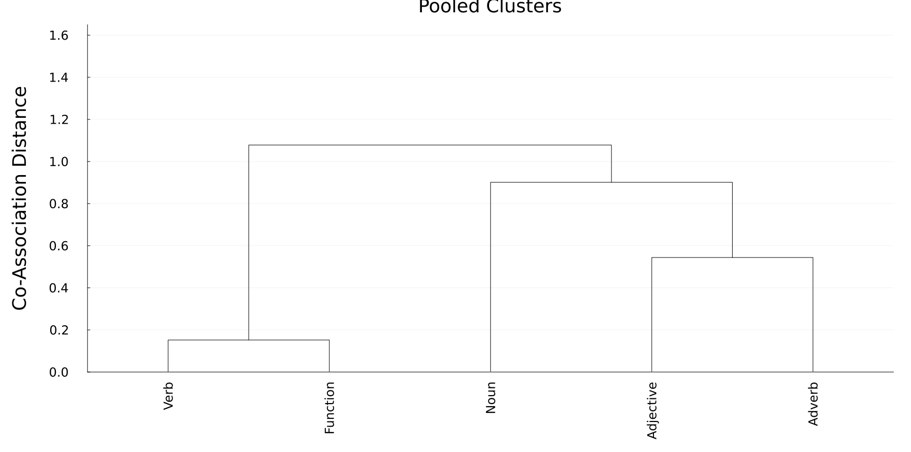 Pooled Clusters
Co-Association Distance
1.6
1.4
1.2
1.0
0.8
0.6
0.4
0.2
0.0
Verb
Function
Noun
Adjective
Adverb